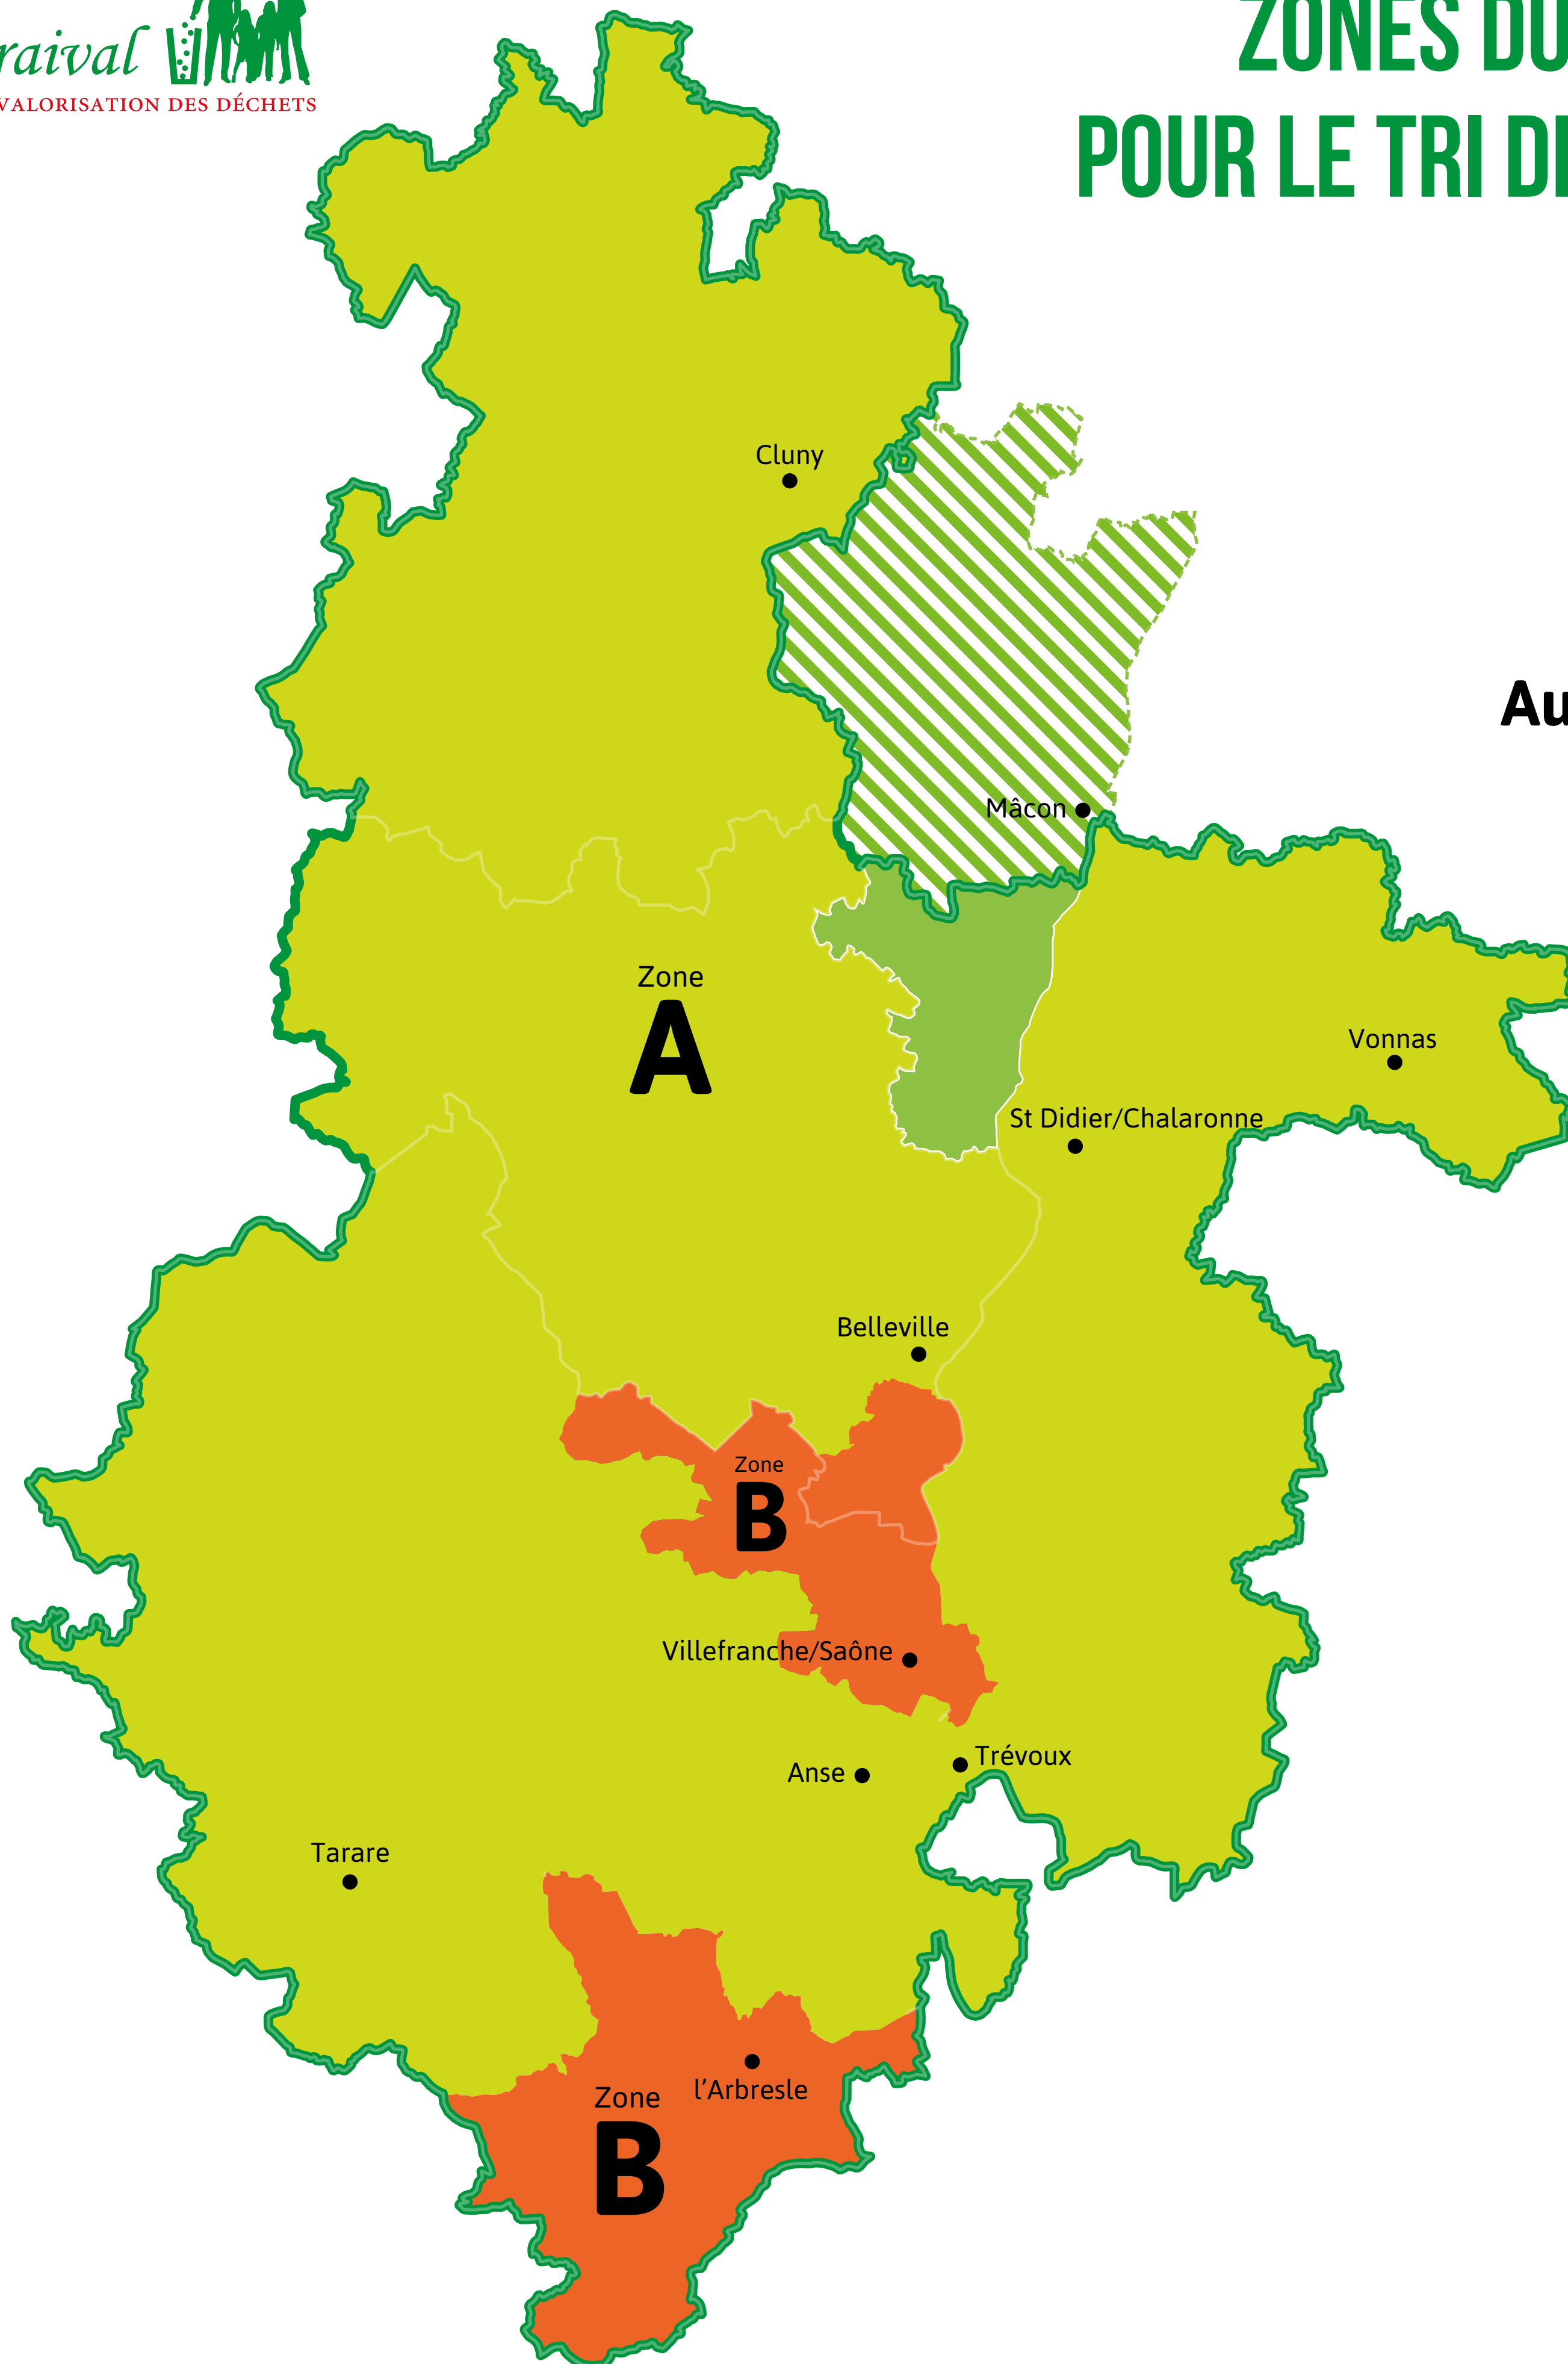 raival
VALORISATION DES DÉCHETS
ZONES DU
POUR LE TRI
Cluny
Au
Mâcon
Zone
A
Vonnas
St Didier/Chalaronne
Belleville
Zone
B
Villefranche/Saône
Trévoux
Anse
Tarare
l'Arbresle
Zone
B